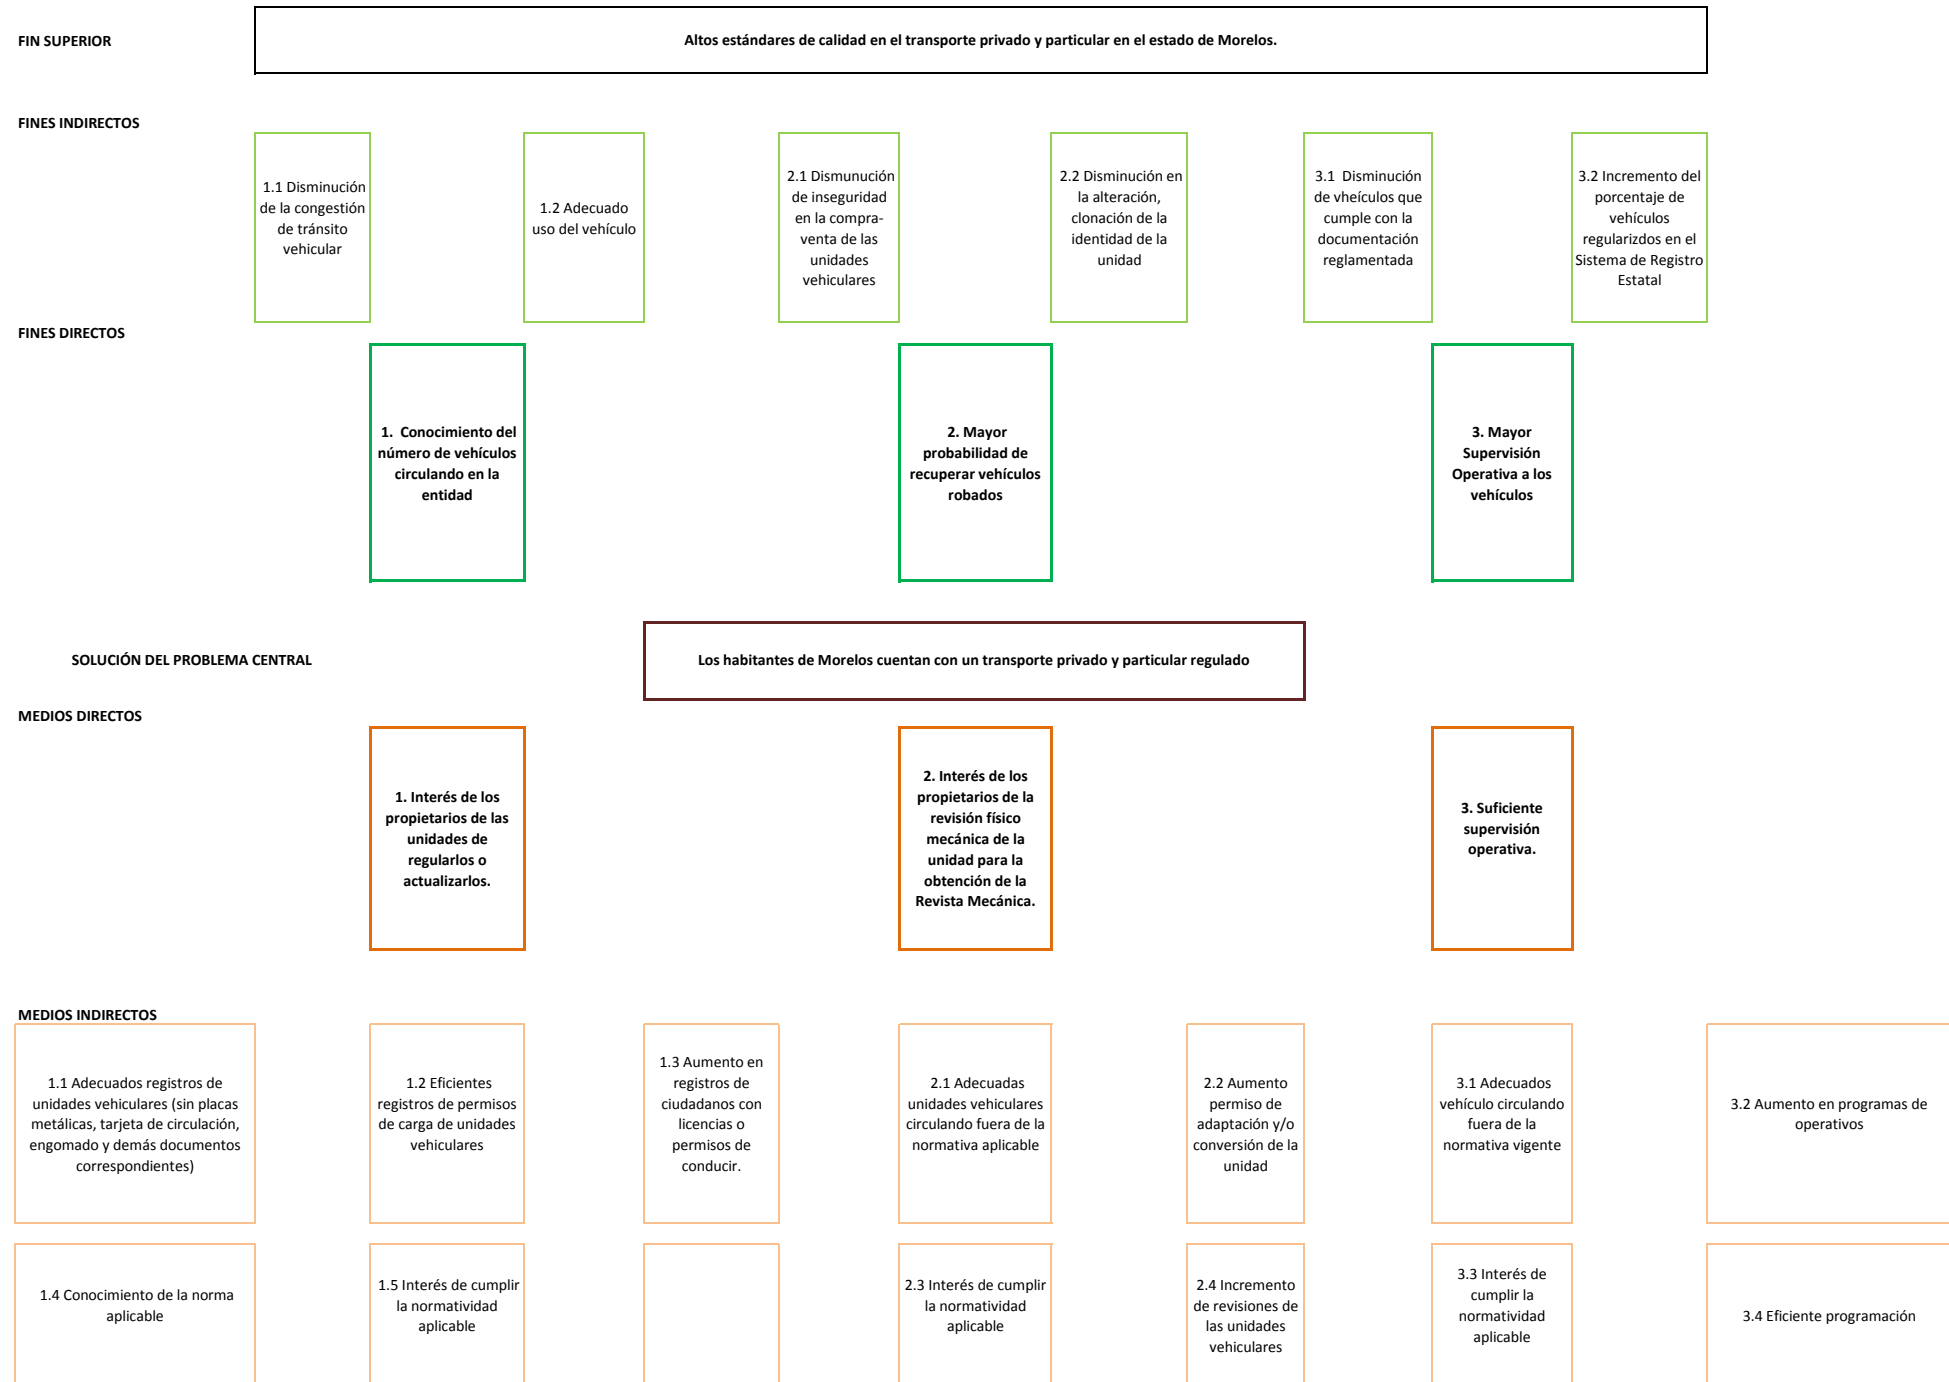 FIN SUPERIOR
Altos estándares de calidad en el transporte privado y particular en el estado de Morelos.
FINES INDIRECTOS
1.1 Disminución
de la congestión
de tránsito
vehicular
1.2 Adecuado
uso del vehículo
2.1 Dismunución
de inseguridad
en la compra-
venta de las
unidades
vehiculares
2.2 Disminución en
la alteración,
clonación de la
identidad de la
unidad
3.1 Disminución
de vheículos que
cumple con la
documentación
reglamentada
3.2 Incremento del
porcentaje de
vehículos
regularizdos en el
Sistema de Registro
Estatal
FINES DIRECTOS
1. Conocimiento del
número de vehículos
circulando en la
entidad
2. Mayor
probabilidad de
recuperar vehículos
robados
3. Mayor
Supervisión
Operativa a los
vehículos
SOLUCIÓN DEL PROBLEMA CENTRAL
Los habitantes de Morelos cuentan con un transporte privado y particular regulado
MEDIOS DIRECTOS
1. Interés de los
propietarios de las
unidades de
regularlos o
actualizarlos.
2. Interés de los
propietarios de la
revisión físico
mecánica de la
unidad para la
obtención de la
Revista Mecánica.
3. Suficiente
supervisión
operativa.
MEDIOS INDIRECTOS
1.1 Adecuados registros de
unidades vehiculares (sin placas
metálicas, tarjeta de circulación,
engomado y demás documentos
correspondientes)
1.2 Eficientes
registros de permisos
de carga de unidades
vehiculares
1.3 Aumento en
registros de
ciudadanos con
licencias o
permisos de
conducir.
2.1 Adecuadas
unidades vehiculares
circulando fuera de la
normativa aplicable
2.2 Aumento
permiso de
adaptación y/o
conversión de la
unidad
3.1 Adecuados
vehículo circulando
fuera de la
normativa vigente
3.2 Aumento en programas de
operativos
1.4 Conocimiento de la norma
aplicable
1.5 Interés de cumplir
la normatividad
aplicable
2.3 Interés de cumplir
la normatividad
aplicable
2.4 Incremento
de revisiones de
las unidades
vehiculares
3.3 Interés de
cumplir la
normatividad
aplicable
3.4 Eficiente programación